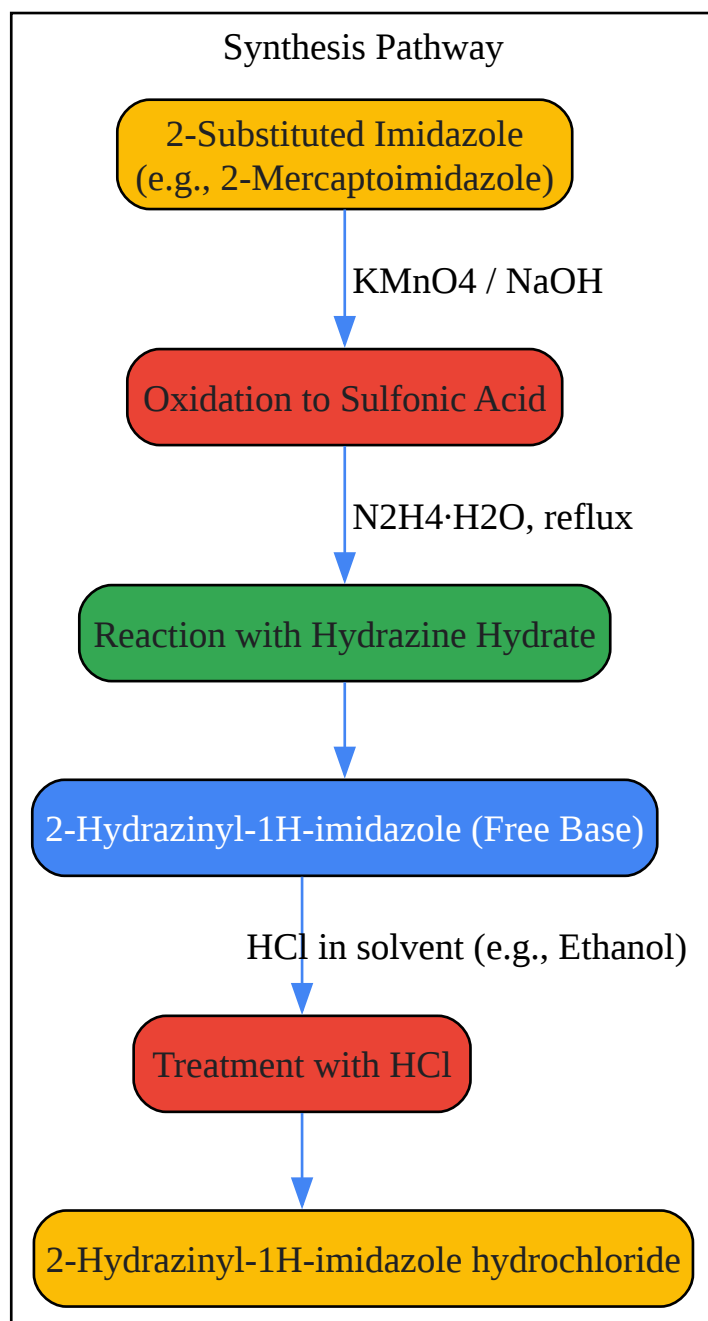 Synthesis Pathway
2-Substituted Imidazole
(e.g., 2-Mercaptoimidazole)
KMnO4 / NaOH
Oxidation to Sulfonic Acid
N2H4·H2O, reflux
Reaction with Hydrazine Hydrate
2-Hydrazinyl-1H-imidazole (Free Base)
HCl in solvent (e.g., Ethanol)
Treatment with HCl
2-Hydrazinyl-1H-imidazole hydrochloride